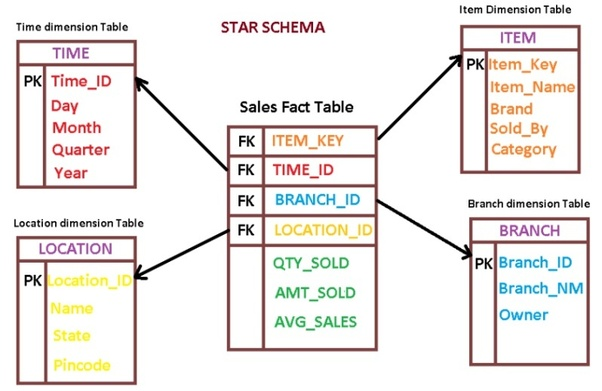 STAR SCHEMA
Time dimension Table
TIME
PK Time_ID
Day
Month
Quarter
Year
Item Dimension Table
ITEM
PK Item_Key
Item_Name
Brand
Sold_By
Category
Sales Fact Table
FK ITEM_KEY
FK TIME_ID
FK BRANCH_ID
FK LOCATION_ID
QTY_SOLD
AMT_SOLD
AVG_SALES
Location dimension Table
LOCATION
PK Location_ID
Name
State
Pincode
Branch dimension Table
BRANCH
PK Branch_ID
Branch_NM
Owner